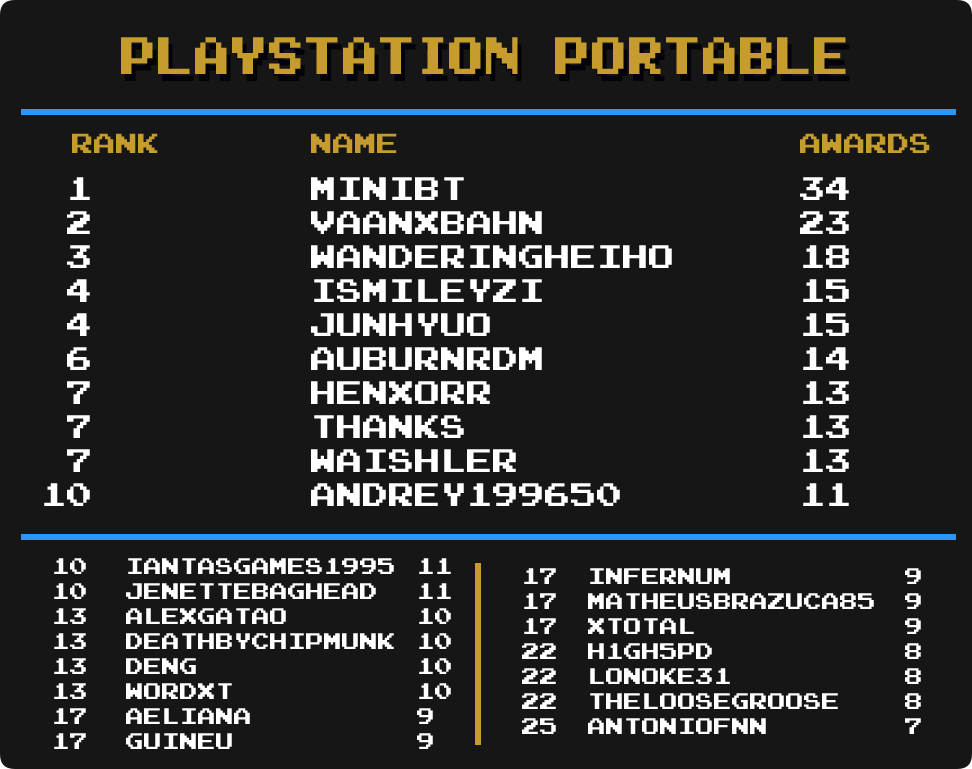 PLAYSTATION PORTABLE
RANK NAME AWARDS
1 MINIBT 34
2 VAANXBAHN 23
3 WANDERINGHEIHO 18
4 ISMILEYZI 15
4 JUNHYUO 15
6 AUBURNRDM 14
7 HENXORR 13
7 THANKS 13
7 WAISHLER 13
10 ANDREY199650 11
10 IANTASGAMES1995 11
10 JENETTEBAGHEAD 11
13 ALEXGATAO 10
13 DEATHBYCHIPMUNK 10
13 DENG 10
13 WORDXT 10
17 AELIANA 9
17 GUINEU 9
17 INFERNUM 9
17 MATHEUSBRAZUCA85 9
17 XTOTAL 9
22 H1GH5PD 8
22 LONOKE31 8
22 THELOOSEGROOSE 8
25 ANTONIOFNN 7